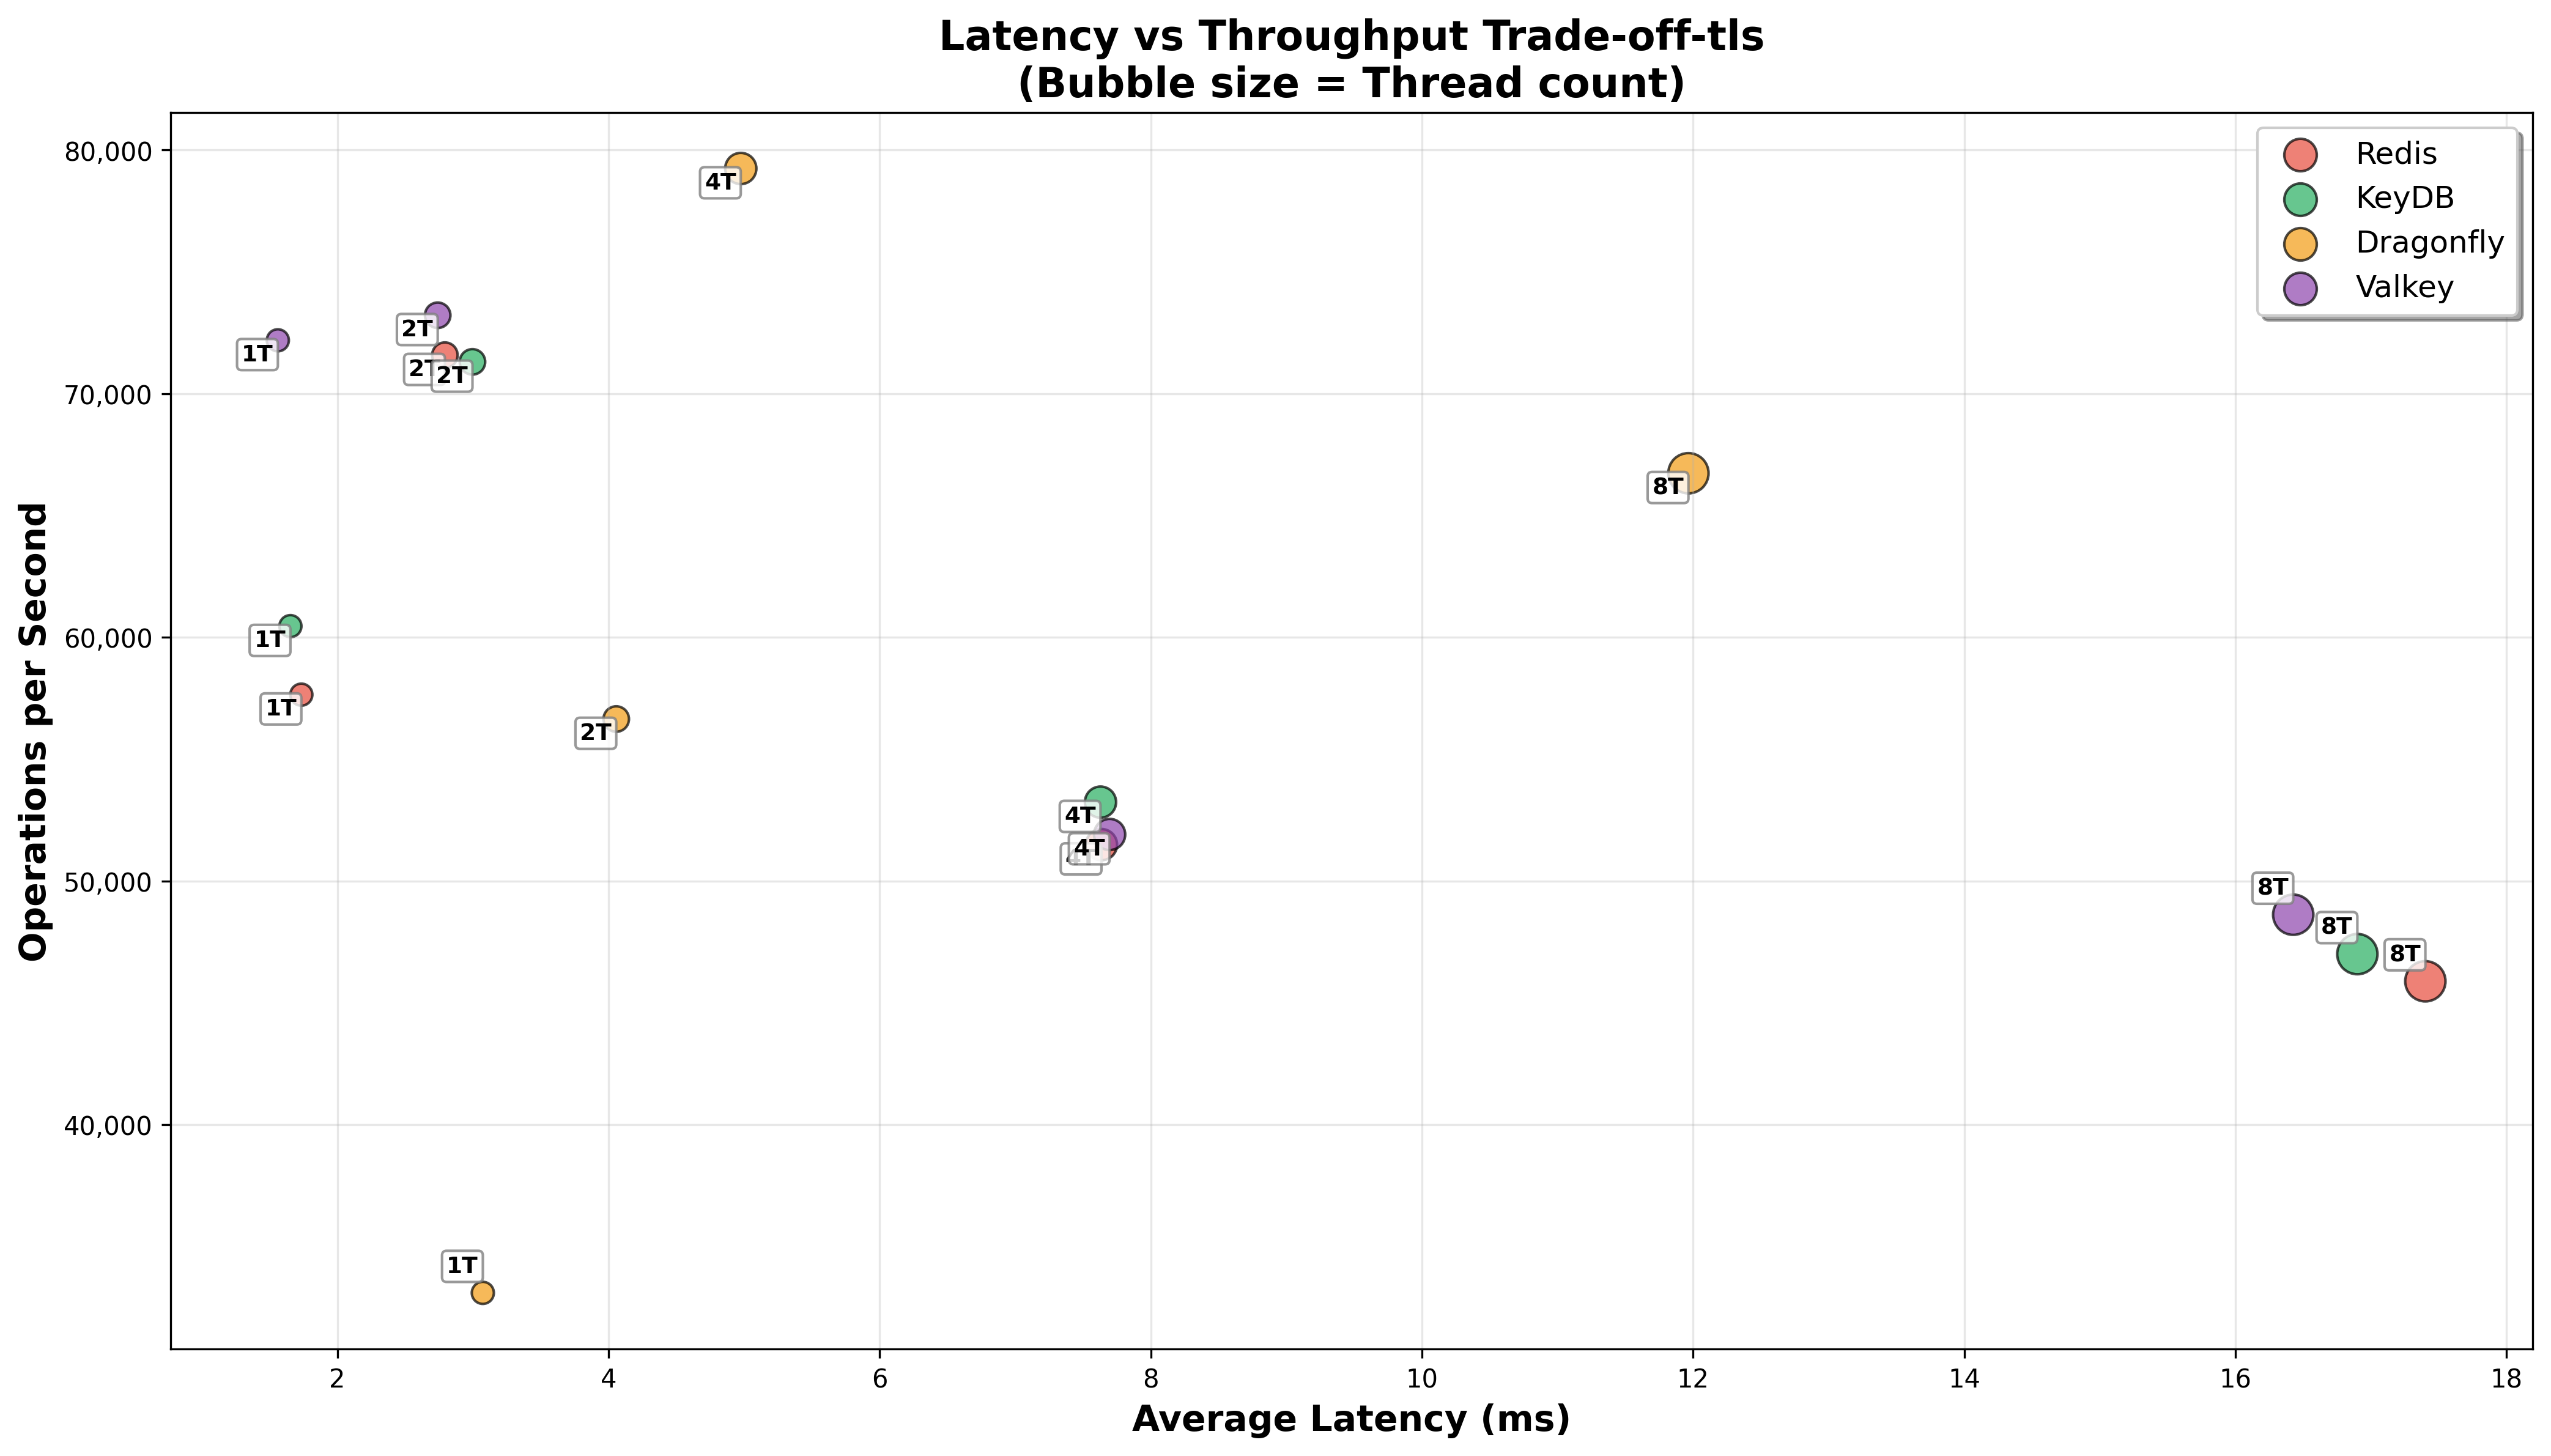 Latency vs Throughput Trade-off-tls
(Bubble size = Thread count)
Operations per Second
80,000
70,000
60,000
50,000
40,000
4T
2T
1T
2T
2T
8T
1T
1T
2T
4T
4T
4T
8T
8T
8T
1T
Redis
KeyDB
Dragonfly
Valkey
2
4
6
8
10
12
14
16
18
Average Latency (ms)